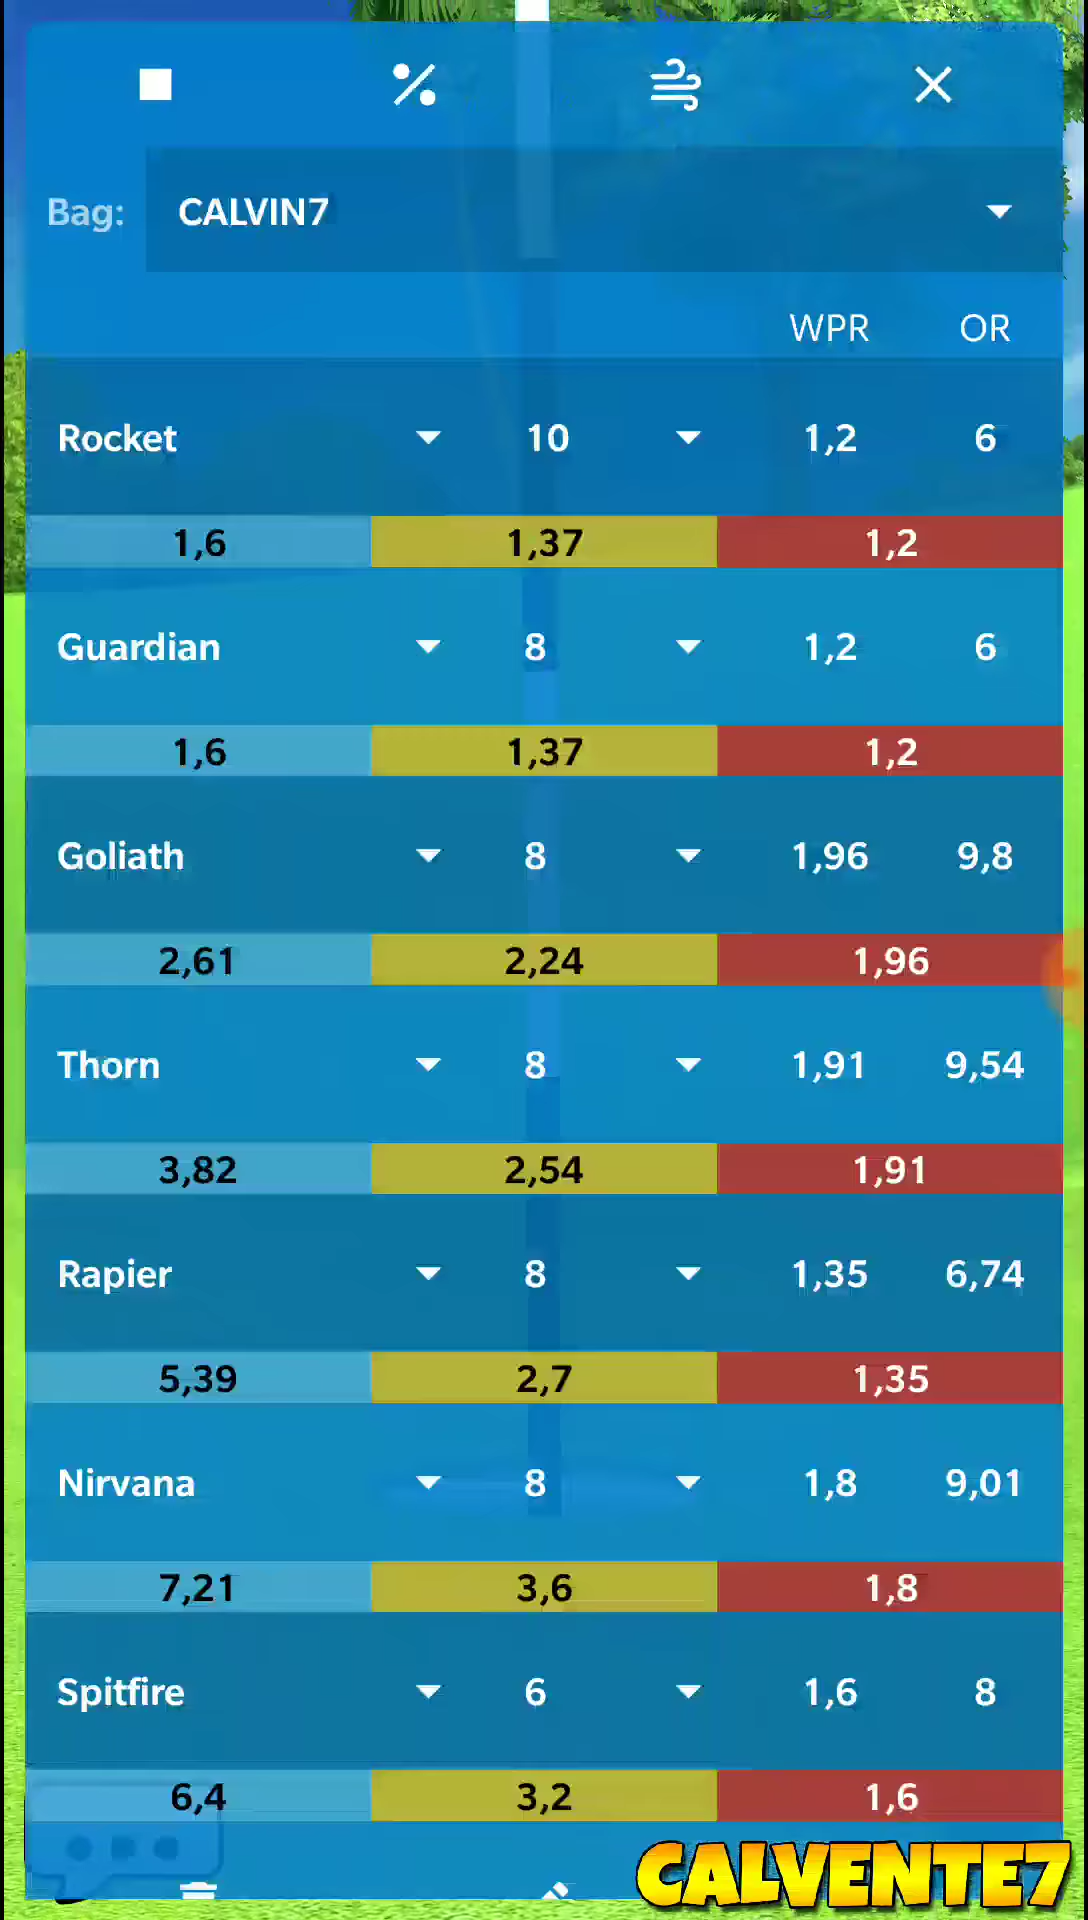 Bag: CALVIN7
WPR OR
Rocket 10 1,2 6
1,6 1,37 1,2
Guardian 8 1,2 6
1,6 1,37 1,2
Goliath 8 1,96 9,8
2,61 2,24 1,96
Thorn 8 1,91 9,54
3,82 2,54 1,91
Rapier 8 1,35 6,74
5,39 2,7 1,35
Nirvana 8 1,8 9,01
7,21 3,6 1,8
Spitfire 6 1,6 8
6,4 3,2 1,6
CALVENTE7